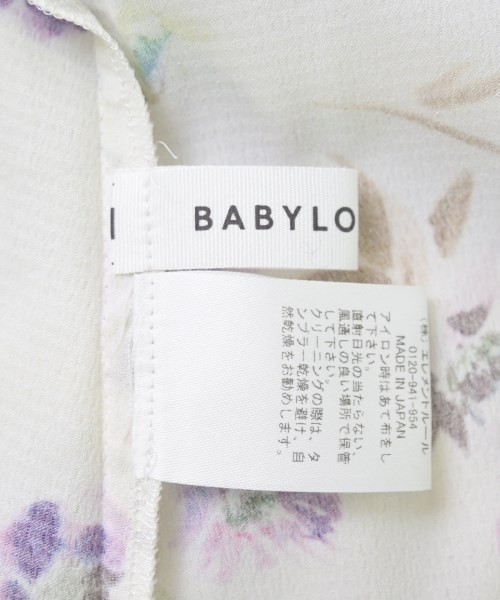 BABYLO
(株)エレメントルール
0120-941-954
MADE IN JAPAN
アイロン時はあて布をし
て下さい。
直射日光の当たらない、
風通しの良い場所で保管
して下さい。
クリーニングの際は、タ
ンブラー乾燥を避け、自
然乾燥をお勧めします。